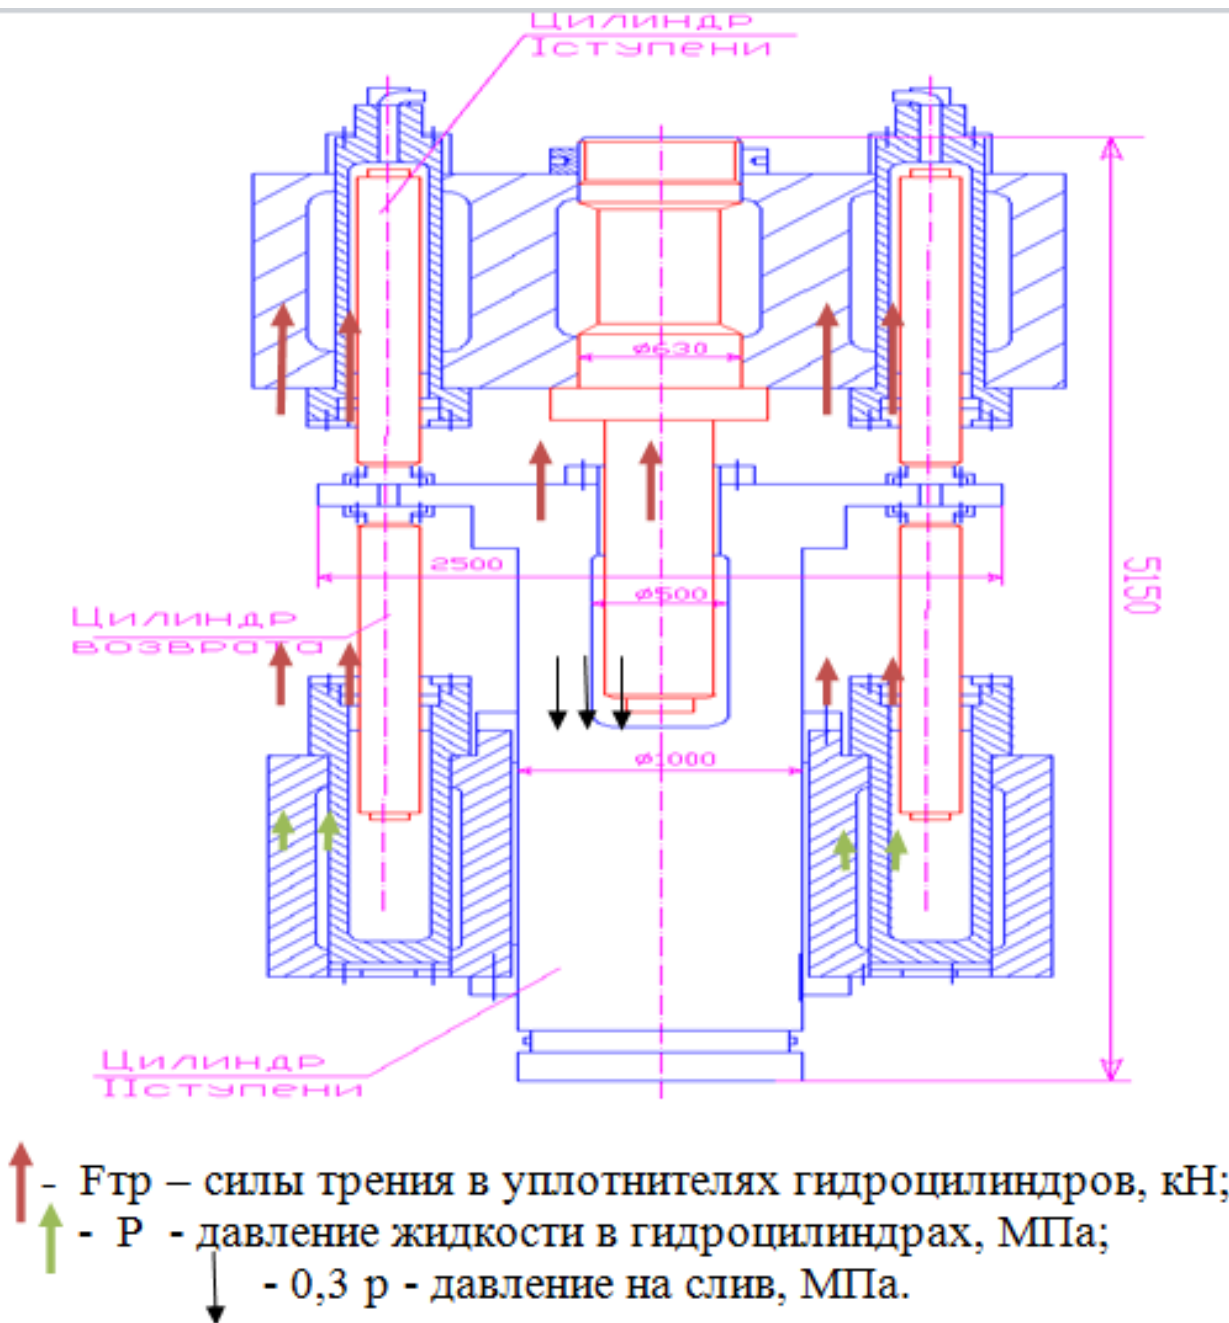 Цилиндр
Iступени
ø630
2500
ø500
5150
Цилиндр
возврата
ø1000
Цилиндр
IIступени
- Fтр – силы трения в уплотнителях гидроцилиндров, кН;
- P - давление жидкости в гидроцилиндрах, МПа;
- 0,3 р - давление на слив, МПа.